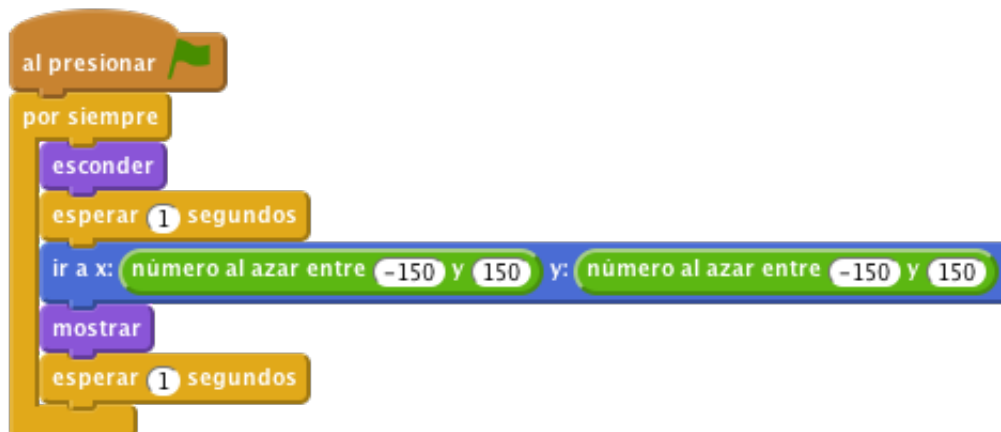 al presionar
por siempre
esconder
esperar 1 segundos
ir a x: número al azar entre -150 y 150 y: número al azar entre -150 y 150
mostrar
esperar 1 segundos